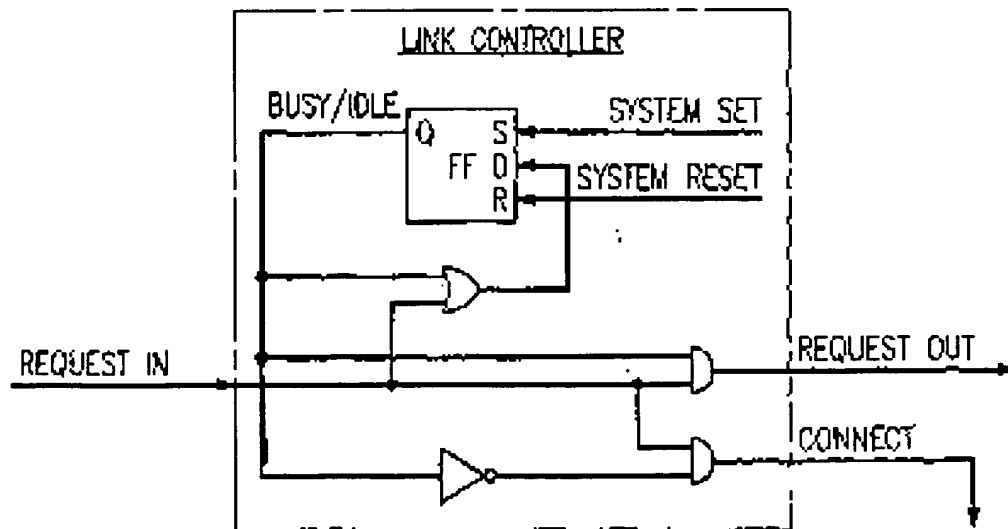 LINK CONTROLLER
BUSY/IDLE
SYSTEM SET
Q S
FF D
SYSTEM RESET
R
REQUEST IN
REQUEST OUT
CONNECT